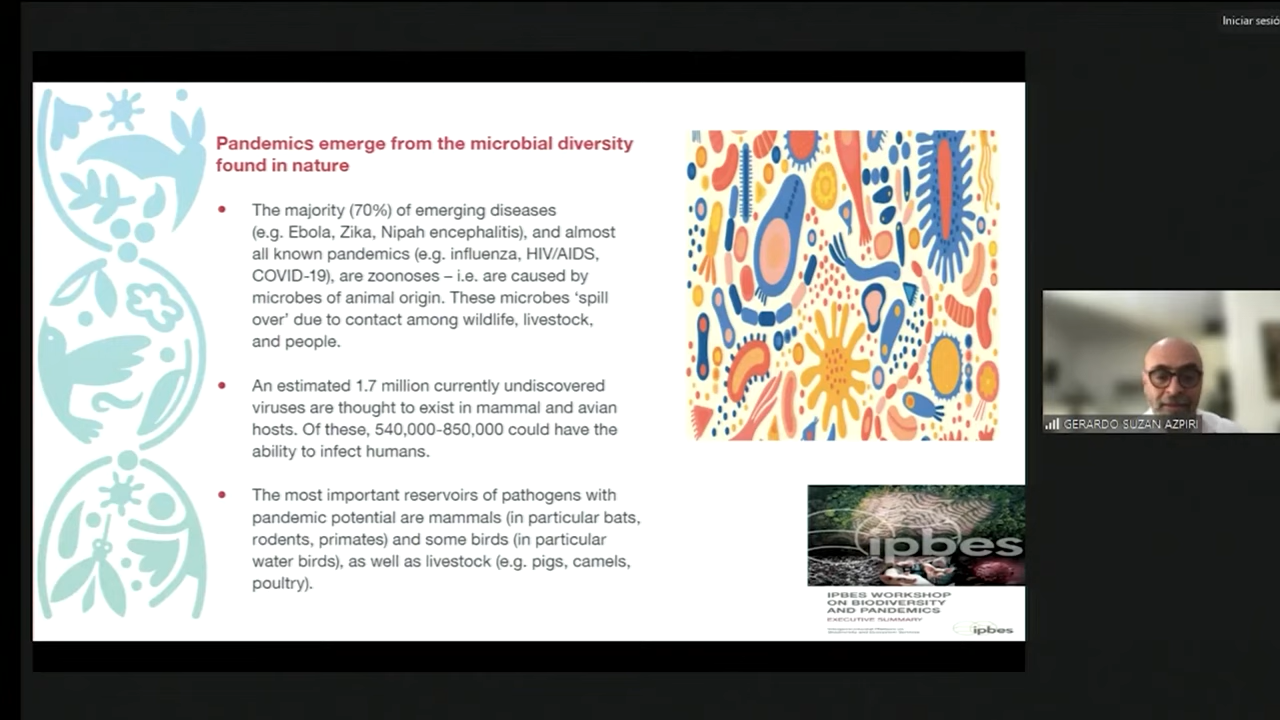 Iniciar sesió
Pandemics emerge from the microbial diversity
found in nature
• The majority (70%) of emerging diseases
(e.g. Ebola, Zika, Nipah encephalitis), and almost
all known pandemics (e.g. influenza, HIV/AIDS,
COVID-19), are zoonoses – i.e. are caused by
microbes of animal origin. These microbes ‘spill
over’ due to contact among wildlife, livestock,
and people.
• An estimated 1.7 million currently undiscovered
viruses are thought to exist in mammal and avian
hosts. Of these, 540,000-850,000 could have the
ability to infect humans.
• The most important reservoirs of pathogens with
pandemic potential are mammals (in particular bats,
rodents, primates) and some birds (in particular
water birds), as well as livestock (e.g. pigs, camels,
poultry).
GERARDO SUZAN AZPIRI
ipbes
IPBES WORKSHOP
ON BIODIVERSITY
AND PANDEMICS
EXECUTIVE SUMMARY
ipbes